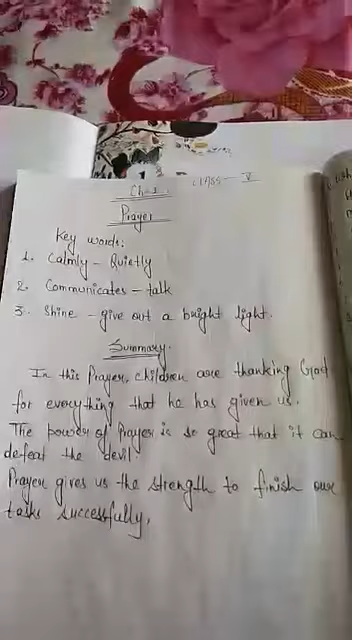 CLASS - V
Ch-1.
Prayer
Key words:
1. Calmly - Quietly
2. Communicates - talk
3. Shine - give out a bright light.
Summary.
In this Prayer, children are thanking God
for everything that he has given us.
The power of Prayer is so great that it can
defeat the devil
Prayer gives us the strength to finish our
tasks successfully.